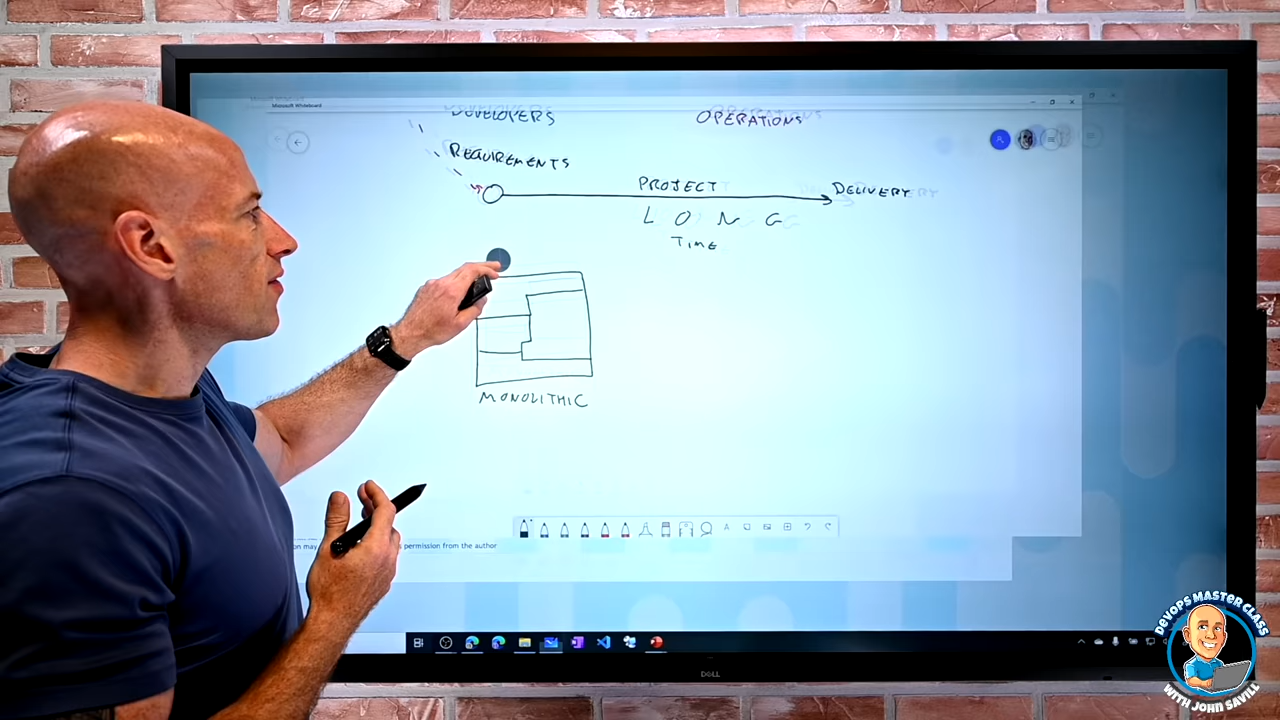 Microsoft Whiteboard
DEVELOPERS
OPERATIONS
REQUIREMENTS
PROJECT
DELIVERY
LONG
TIME
MONOLITHIC
permission from the author
DELL
DEVOPS MASTER CLASS
WITH JOHN SAVILL